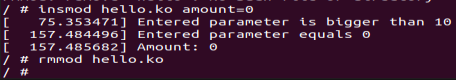 / # insmod hello.ko amount=0
[   75.353471] Entered parameter is bigger than 10
[  157.484496] Entered parameter equals 0
[  157.485682] Amount: 0
/ # rmmod hello.ko
/ #